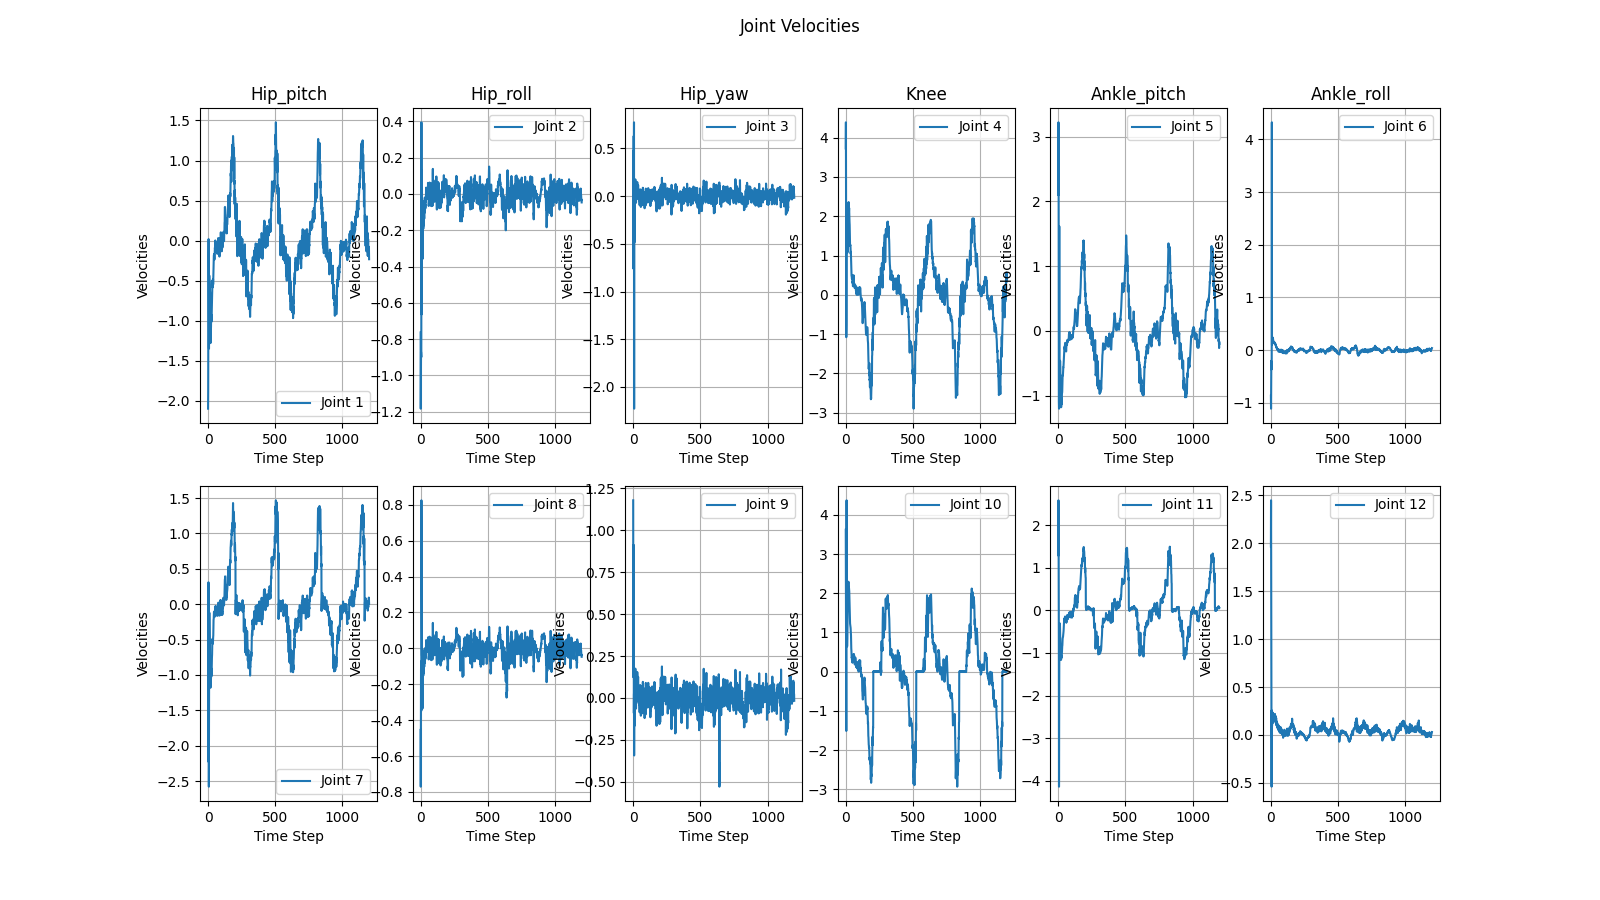 Joint Velocities
Hip_pitch
Hip_roll
Hip_yaw
Knee
Ankle_pitch
Ankle_roll
1.5
1.0
0.5
0.0
−0.5
−1.0
−1.5
−2.0
Velocities
Joint 1
0 500 1000
Time Step
0.4
0.2
0.0
−0.2
−0.4
−0.6
−0.8
−1.0
−1.2
Velocities
Joint 2
0 500 1000
Time Step
0.5
0.0
−0.5
−1.0
−1.5
−2.0
Velocities
Joint 3
0 500 1000
Time Step
4
3
2
1
0
−1
−2
−3
Velocities
Joint 4
0 500 1000
Time Step
3
2
1
0
−1
Velocities
Joint 5
0 500 1000
Time Step
4
3
2
1
0
−1
Velocities
Joint 6
0 500 1000
Time Step
1.5
1.0
0.5
0.0
−0.5
−1.0
−1.5
−2.0
−2.5
Velocities
Joint 7
0 500 1000
Time Step
0.8
0.6
0.4
0.2
0.0
−0.2
−0.4
−0.6
−0.8
Velocities
Joint 8
0 500 1000
Time Step
1.25
1.00
0.75
0.50
0.25
0.00
−0.25
−0.50
Velocities
Joint 9
0 500 1000
Time Step
4
3
2
1
0
−1
−2
−3
Velocities
Joint 10
0 500 1000
Time Step
2
1
0
−1
−2
−3
−4
Velocities
Joint 11
0 500 1000
Time Step
2.5
2.0
1.5
1.0
0.5
0.0
−0.5
Velocities
Joint 12
0 500 1000
Time Step